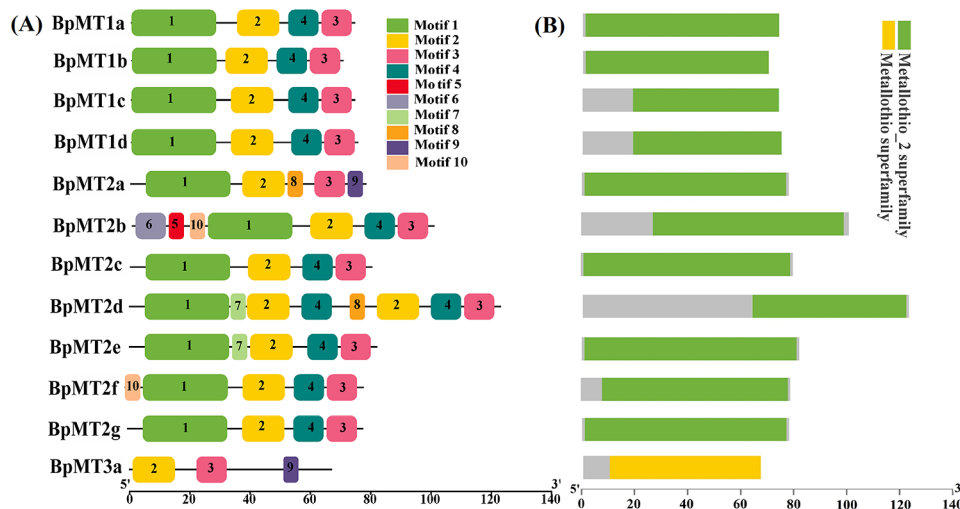 (A)
BpMT1a 1 2 4 3
BpMT1b 1 2 4 3
BpMT1c 1 2 4 3
BpMT1d 1 2 4 3
BpMT2a 1 2 8 3 9
BpMT2b 6 5 10 1 2 4 3
BpMT2c 1 2 4 3
BpMT2d 1 7 2 4 8 2 4 3
BpMT2e 1 7 2 4 3
BpMT2f 10 1 2 4 3
BpMT2g 1 2 4 3
BpMT3a 2 3 9
5' 3'
0 20 40 60 80 100 120 140
Motif 1
Motif 2
Motif 3
Motif 4
Motif 5
Motif 6
Motif 7
Motif 8
Motif 9
Motif 10
(B)
Metallothio_2 superfamily
Metallothio superfamily
5' 3'
0 20 40 60 80 100 120 140